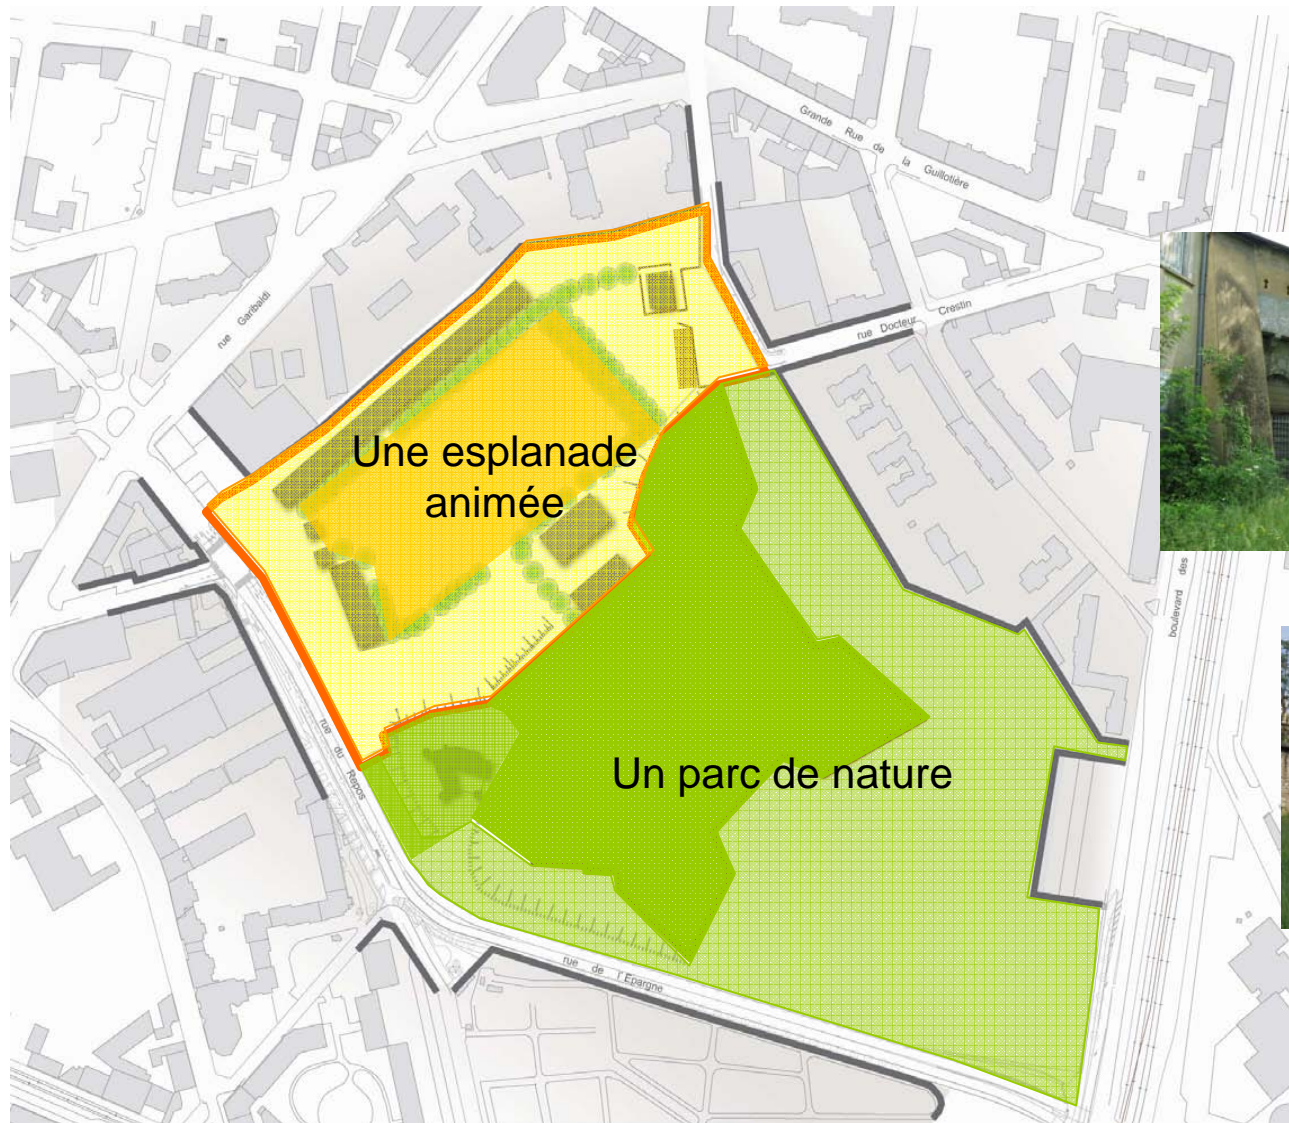 Grande Rue de la Guillotière
rue Garibaldi
rue Docteur Crestin
Une esplanade
animée
boulevard des
rue du Repos
Un parc de nature
rue de l'Epargne